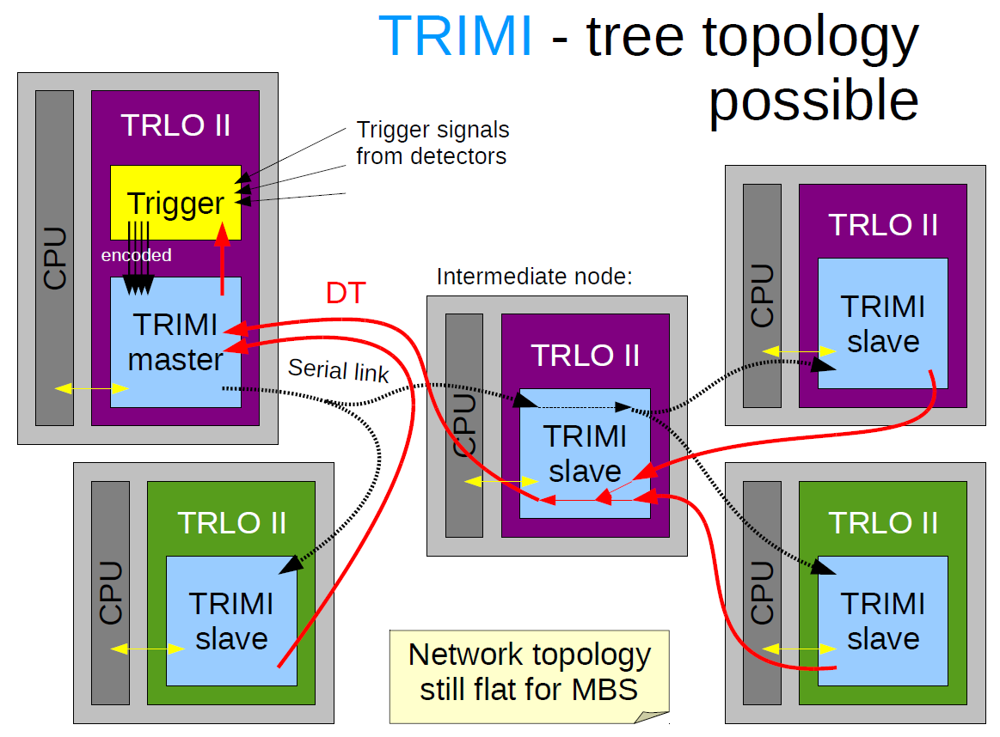 TRIMI - tree topology
possible
TRLO II
Trigger signals
from detectors
Trigger
encoded
CPU
TRIMI
master
DT
Serial link
Intermediate node:
TRLO II
CPU
TRIMI
slave
TRLO II
CPU
TRIMI
slave
TRLO II
CPU
TRIMI
slave
TRLO II
CPU
TRIMI
slave
Network topology
still flat for MBS